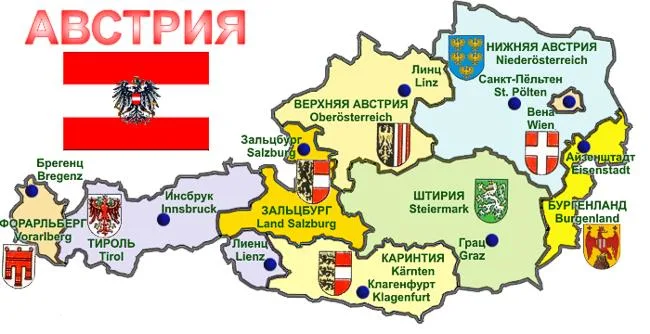 АВСТРИЯ
НИЖНЯЯ АВСТРИЯ
Niederösterreich
Линц
Linz
Санкт-Пёльтен
St. Pölten
ВЕРХНЯЯ АВСТРИЯ
Oberösterreich
Вена
Wien
Зальцбург
Salzburg
Айзенштадт
Eisenstadt
Брегенц
Bregenz
Инсбрук
Innsbruck
ШТИРИЯ
Steiermark
БУРГЕНЛАНД
Burgenland
ФОРАРЛЬБЕРГ
Vorarlberg
ТИРОЛЬ
Tirol
ЗАЛЬЦБУРГ
Land Salzburg
Лиенц
Lienz
Грац
Graz
КАРИНТИЯ
Kärnten
Клагенфурт
Klagenfurt